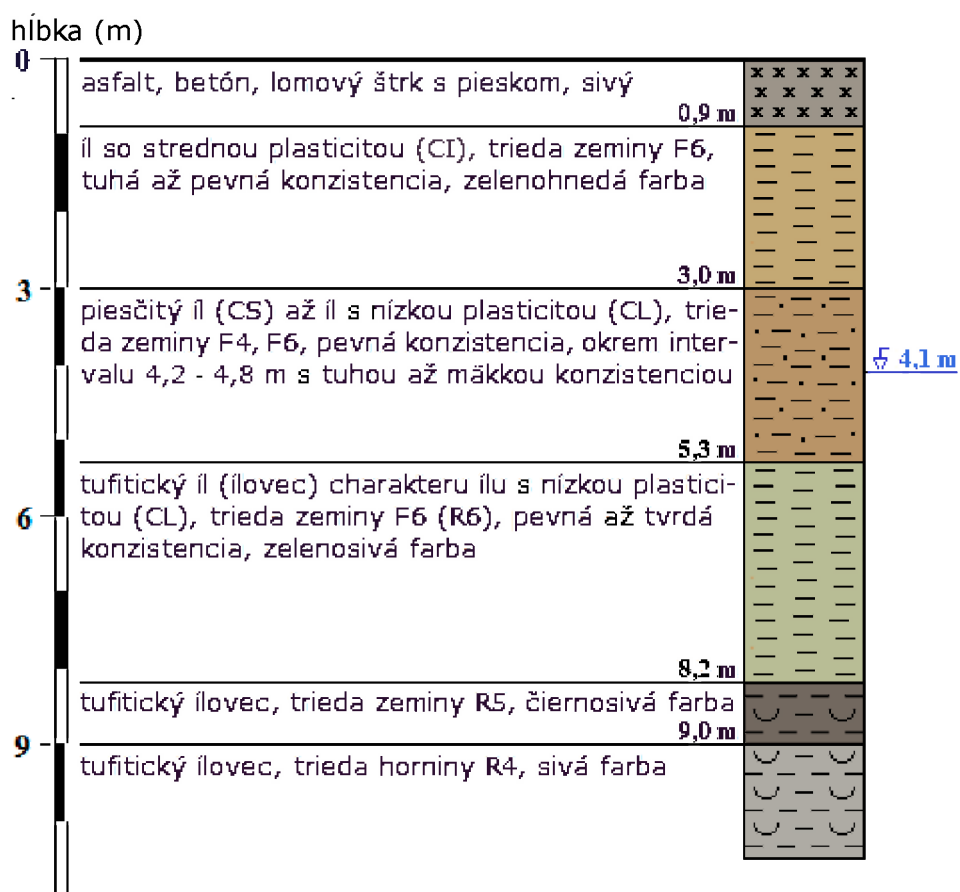 hĺbka (m)
0
asfalt, betón, lomový štrk s pieskom, sivý
0,9 m
íl so strednou plasticitou (CI), trieda zeminy F6,
tuhá až pevná konzistencia, zelenohnedá farba
3,0 m
3
piesčitý íl (CS) až íl s nízkou plasticitou (CL), trie-
da zeminy F4, F6, pevná konzistencia, okrem inter-
valu 4,2 - 4,8 m s tuhou až mäkkou konzistenciou
4,1 m
5,3 m
tufitický íl (ílovec) charakteru ílu s nízkou plastici-
tou (CL), trieda zeminy F6 (R6), pevná až tvrdá
6
konzistencia, zelenosivá farba
8,2 m
tufitický ílovec, trieda zeminy R5, čiernosivá farba
9,0 m
9
tufitický ílovec, trieda horniny R4, sivá farba